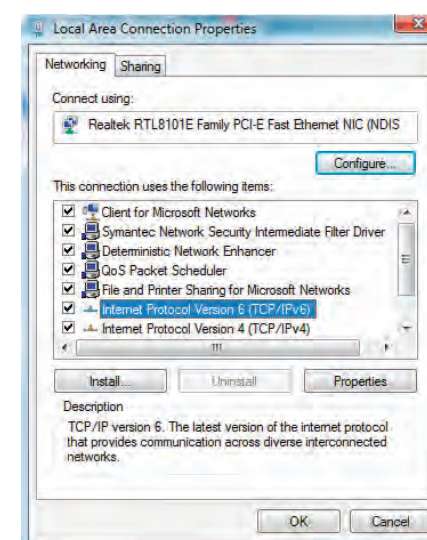 Local Area Connection Properties
Networking
Sharing
Connect using:
Realtek RTL8101E Family PCI-E Fast Ethernet NIC (NDIS
Configure...
This connection uses the following items:
Client for Microsoft Networks
Symantec Network Security Intermediate Filter Driver
Deterministic Network Enhancer
QoS Packet Scheduler
File and Printer Sharing for Microsoft Networks
Internet Protocol Version 6 (TCP/IPv6)
Internet Protocol Version 4 (TCP/IPv4)
Install...
Uninstall
Properties
Description
TCP/IP version 6. The latest version of the internet protocol
that provides communication across diverse interconnected
networks.
OK
Cancel